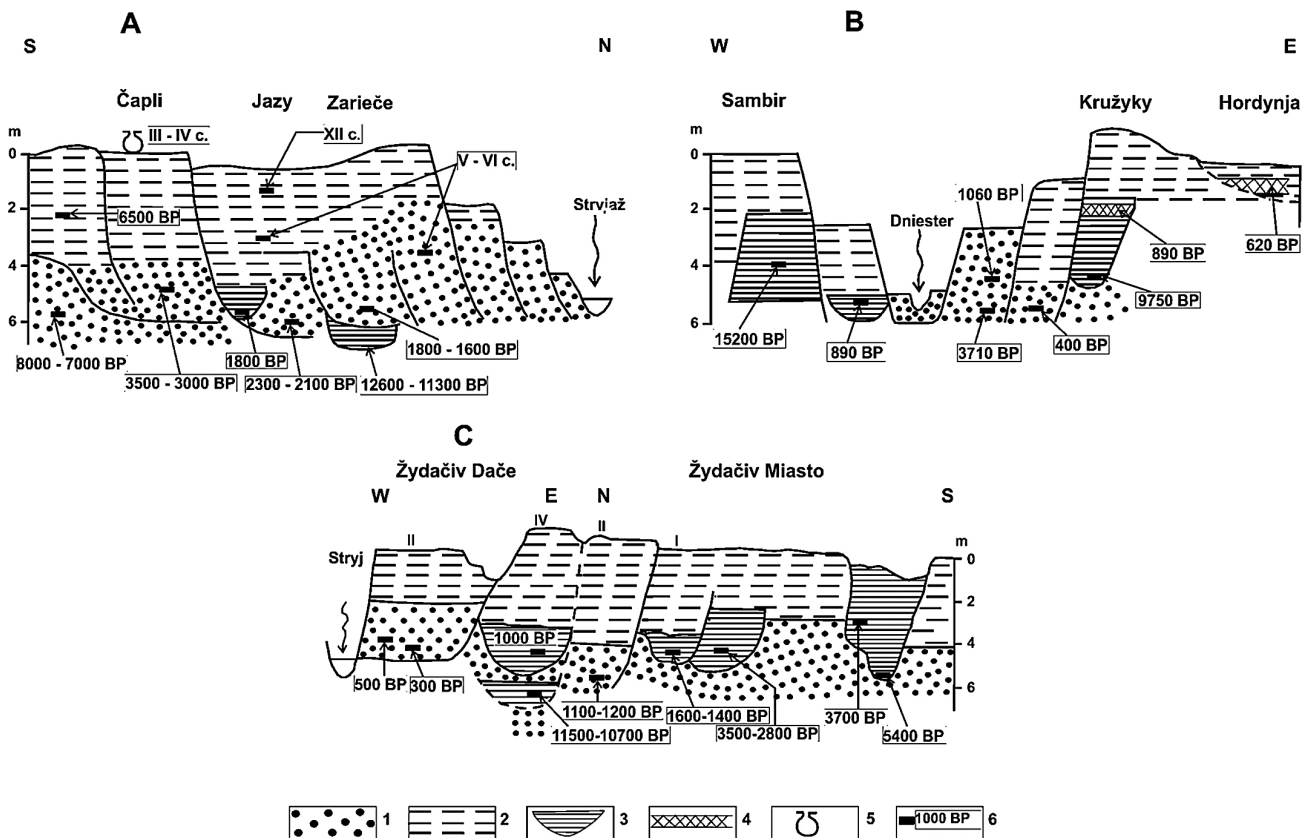 A
S
N
Čapli
Jazy
Zarieče
m
III - IV c.
XII c.
V - VI c.
0
2
4
6
6500 BP
Strvjaž
8000 - 7000 BP
3500 - 3000 BP
1800 BP
2300 - 2100 BP
12600 - 11300 BP
1800 - 1600 BP
B
W
E
Sambir
Kružyky
Hordynja
m
0
2
4
6
1060 BP
Dniester
890 BP
620 BP
9750 BP
15200 BP
890 BP
3710 BP
400 BP
C
Žydačiv Dače
Žydačiv Miasto
W
E
N
S
IV
II
II
I
Stryj
m
0
2
4
6
1000 BP
500 BP
300 BP
1100-1200 BP
11500-10700 BP
1600-1400 BP
3500-2800 BP
3700 BP
5400 BP
1
2
3
4
5
1000 BP
6